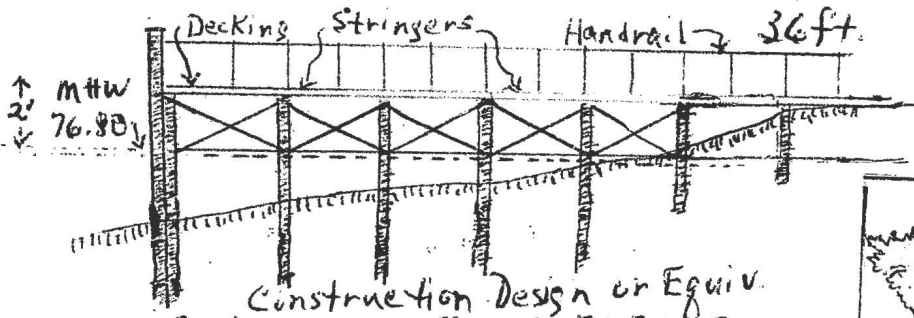 Decking Stringers Handrail 36ft.
MHW
2'
76.80
Construction Design or Equiv